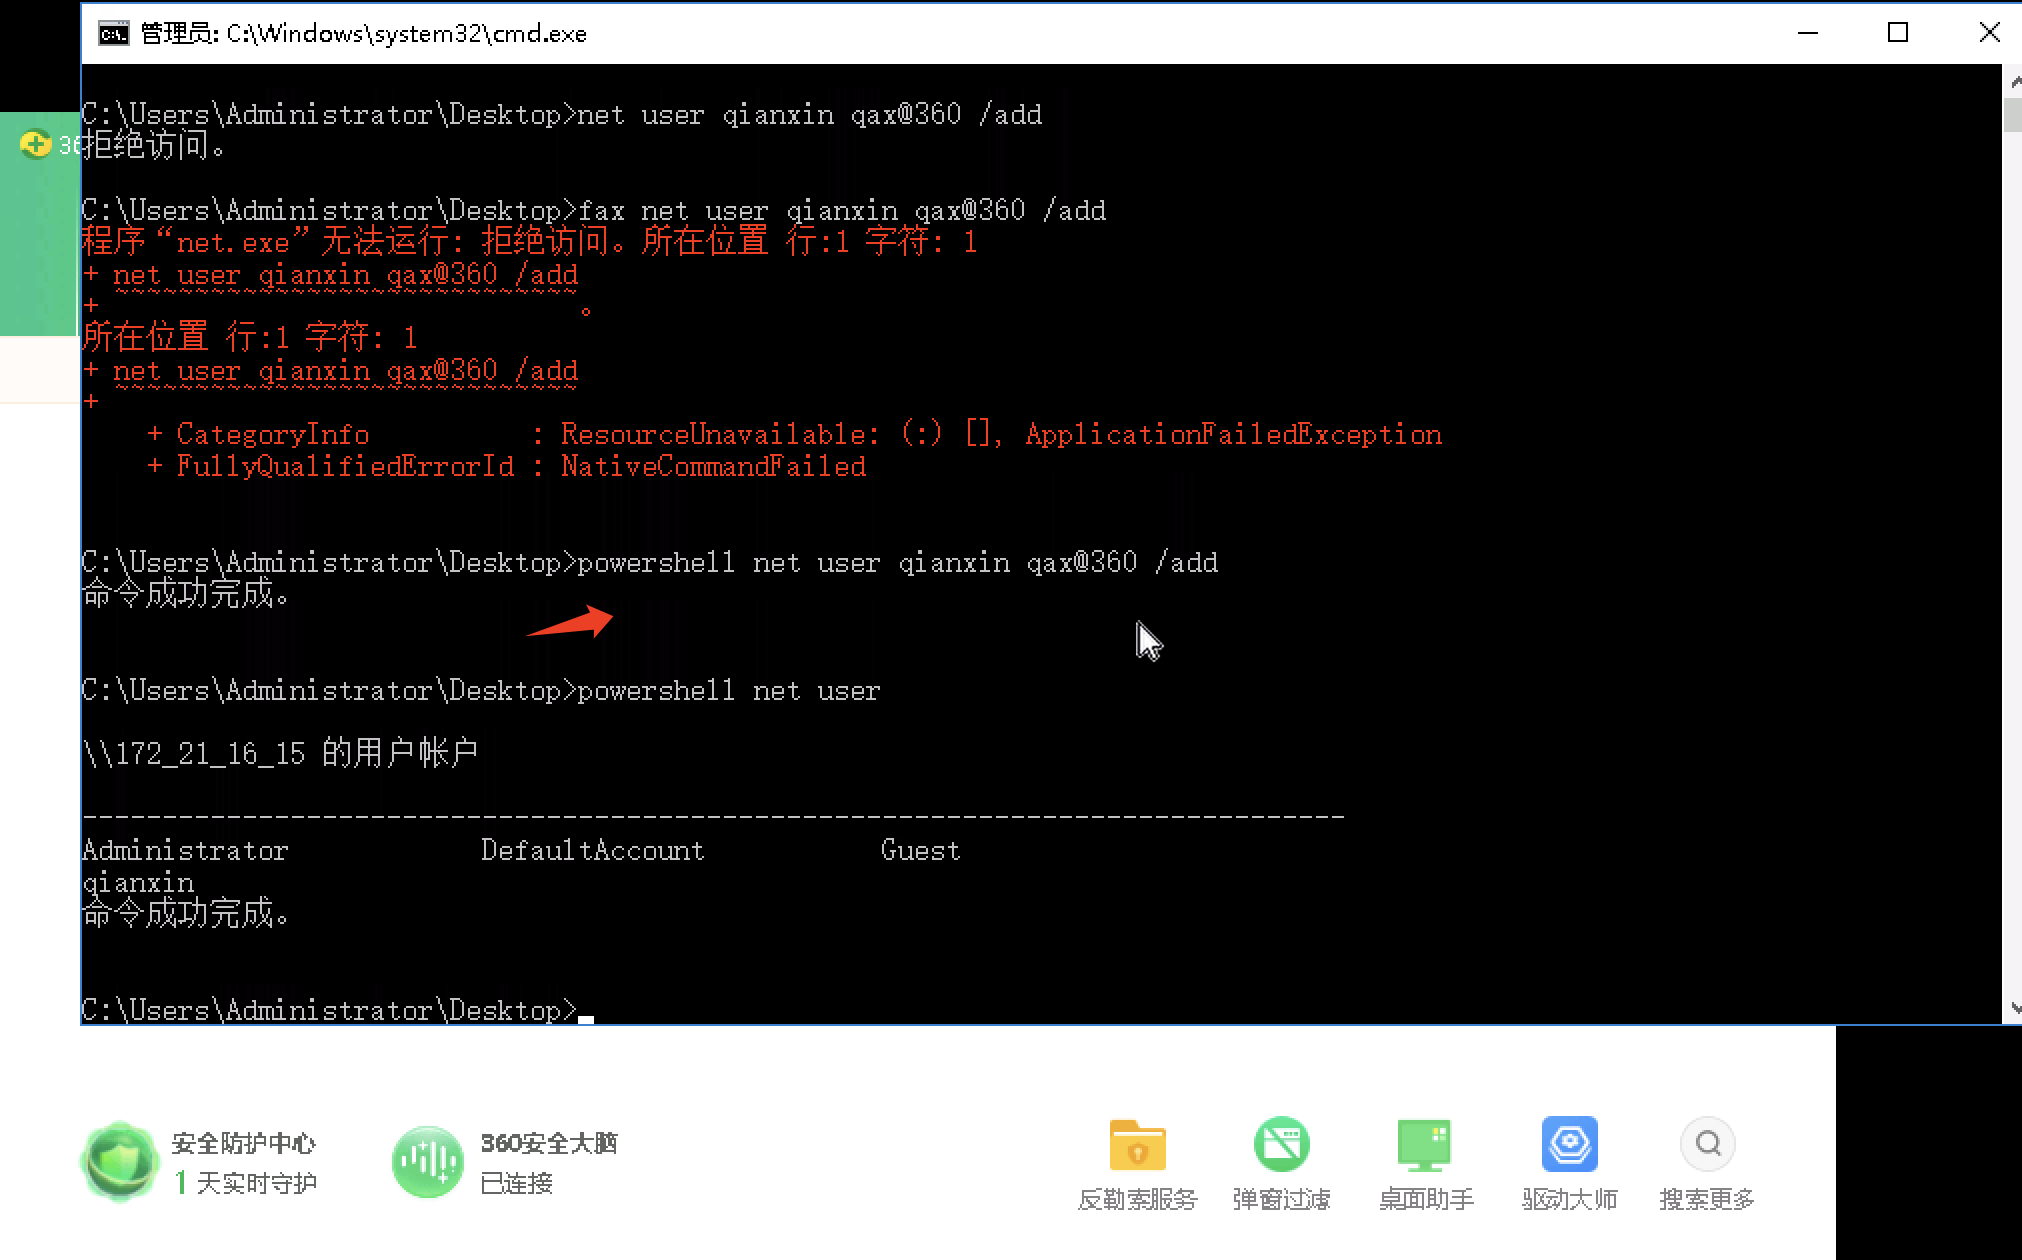 管理员: C:\Windows\system32\cmd.exe
C:\Users\Administrator\Desktop>net user qianxin qax@360 /add
拒绝访问。
C:\Users\Administrator\Desktop>fax net user qianxin qax@360 /add
程序“net.exe”无法运行: 拒绝访问。所在位置 行:1 字符: 1
+ net user qianxin qax@360 /add
+ ~~~~~~~~~~~~~~~~~~~~~~~~~~~~~。
所在位置 行:1 字符: 1
+ net user qianxin qax@360 /add
+ ~~~~~~~~~~~~~~~~~~~~~~~~~~~~~
+ CategoryInfo : ResourceUnavailable: (:) [], ApplicationFailedException
+ FullyQualifiedErrorId : NativeCommandFailed
C:\Users\Administrator\Desktop>powershell net user qianxin qax@360 /add
命令成功完成。
C:\Users\Administrator\Desktop>powershell net user
\\172_21_16_15 的用户帐户
-------------------------------------------------------------------------------
Administrator DefaultAccount Guest
qianxin
命令成功完成。
C:\Users\Administrator\Desktop>
安全防护中心
1 天实时守护
360安全大脑
已连接
反勒索服务
弹窗过滤
桌面助手
驱动大师
搜索更多